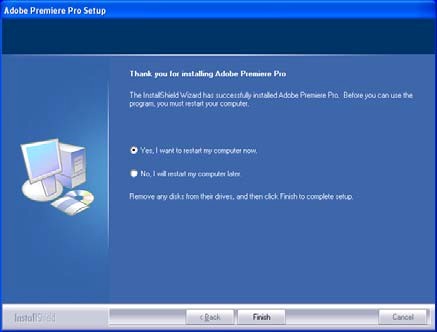 Adobe Premiere Pro Setup
Thank you for installing Adobe Premiere Pro
The InstallShield Wizard has successfully installed Adobe Premiere Pro. Before you can use the
program, you must restart your computer.
Yes, I want to restart my computer now.
No, I will restart my computer later.
Remove any disks from their drives, and then click Finish to complete setup.
InstallShield
< Back
Finish
Cancel